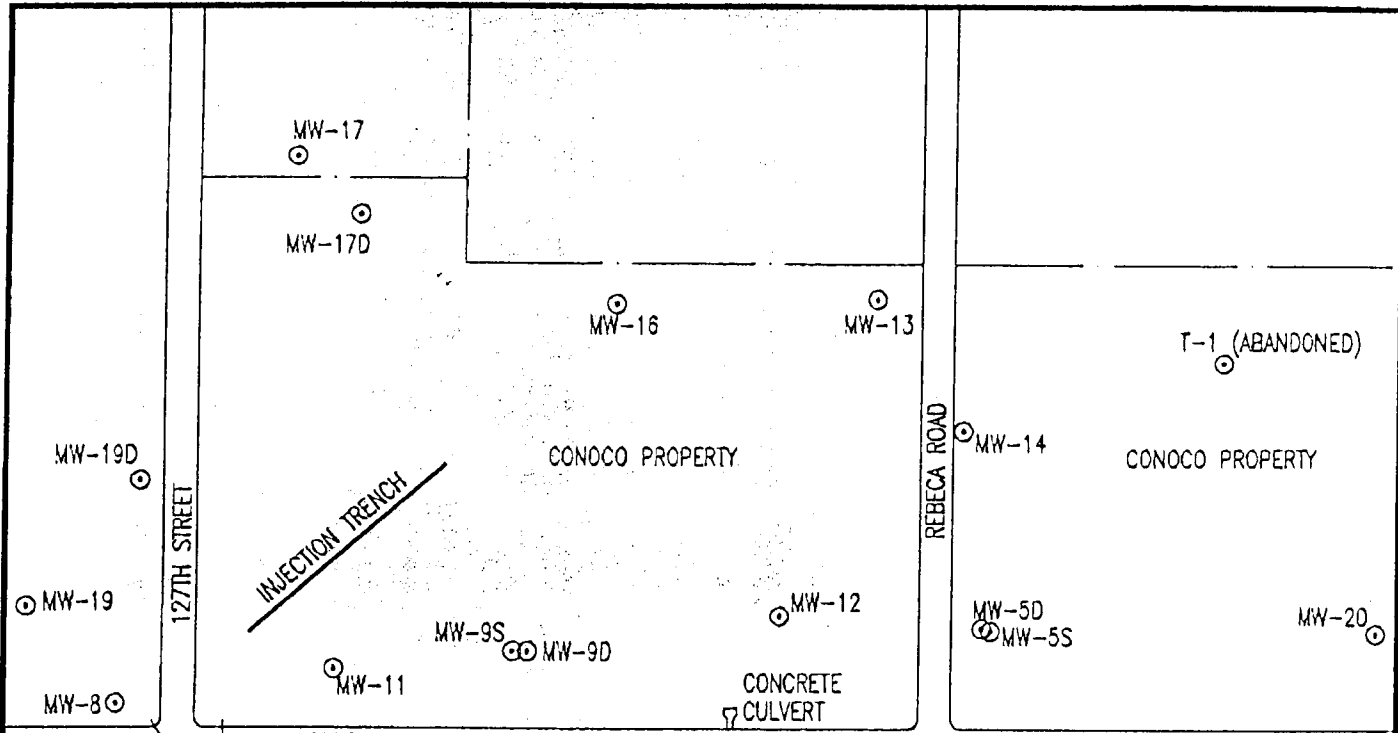 MW-17
MW-17D
MW-16
MW-13
T-1 (ABANDONED)
MW-14
MW-19D
CONOCO PROPERTY
CONOCO PROPERTY
REBECA ROAD
127TH STREET
INJECTION TRENCH
MW-19
MW-12
MW-5D
MW-5S
MW-20
MW-9S
MW-9D
MW-11
MW-8
CONCRETE
CULVERT